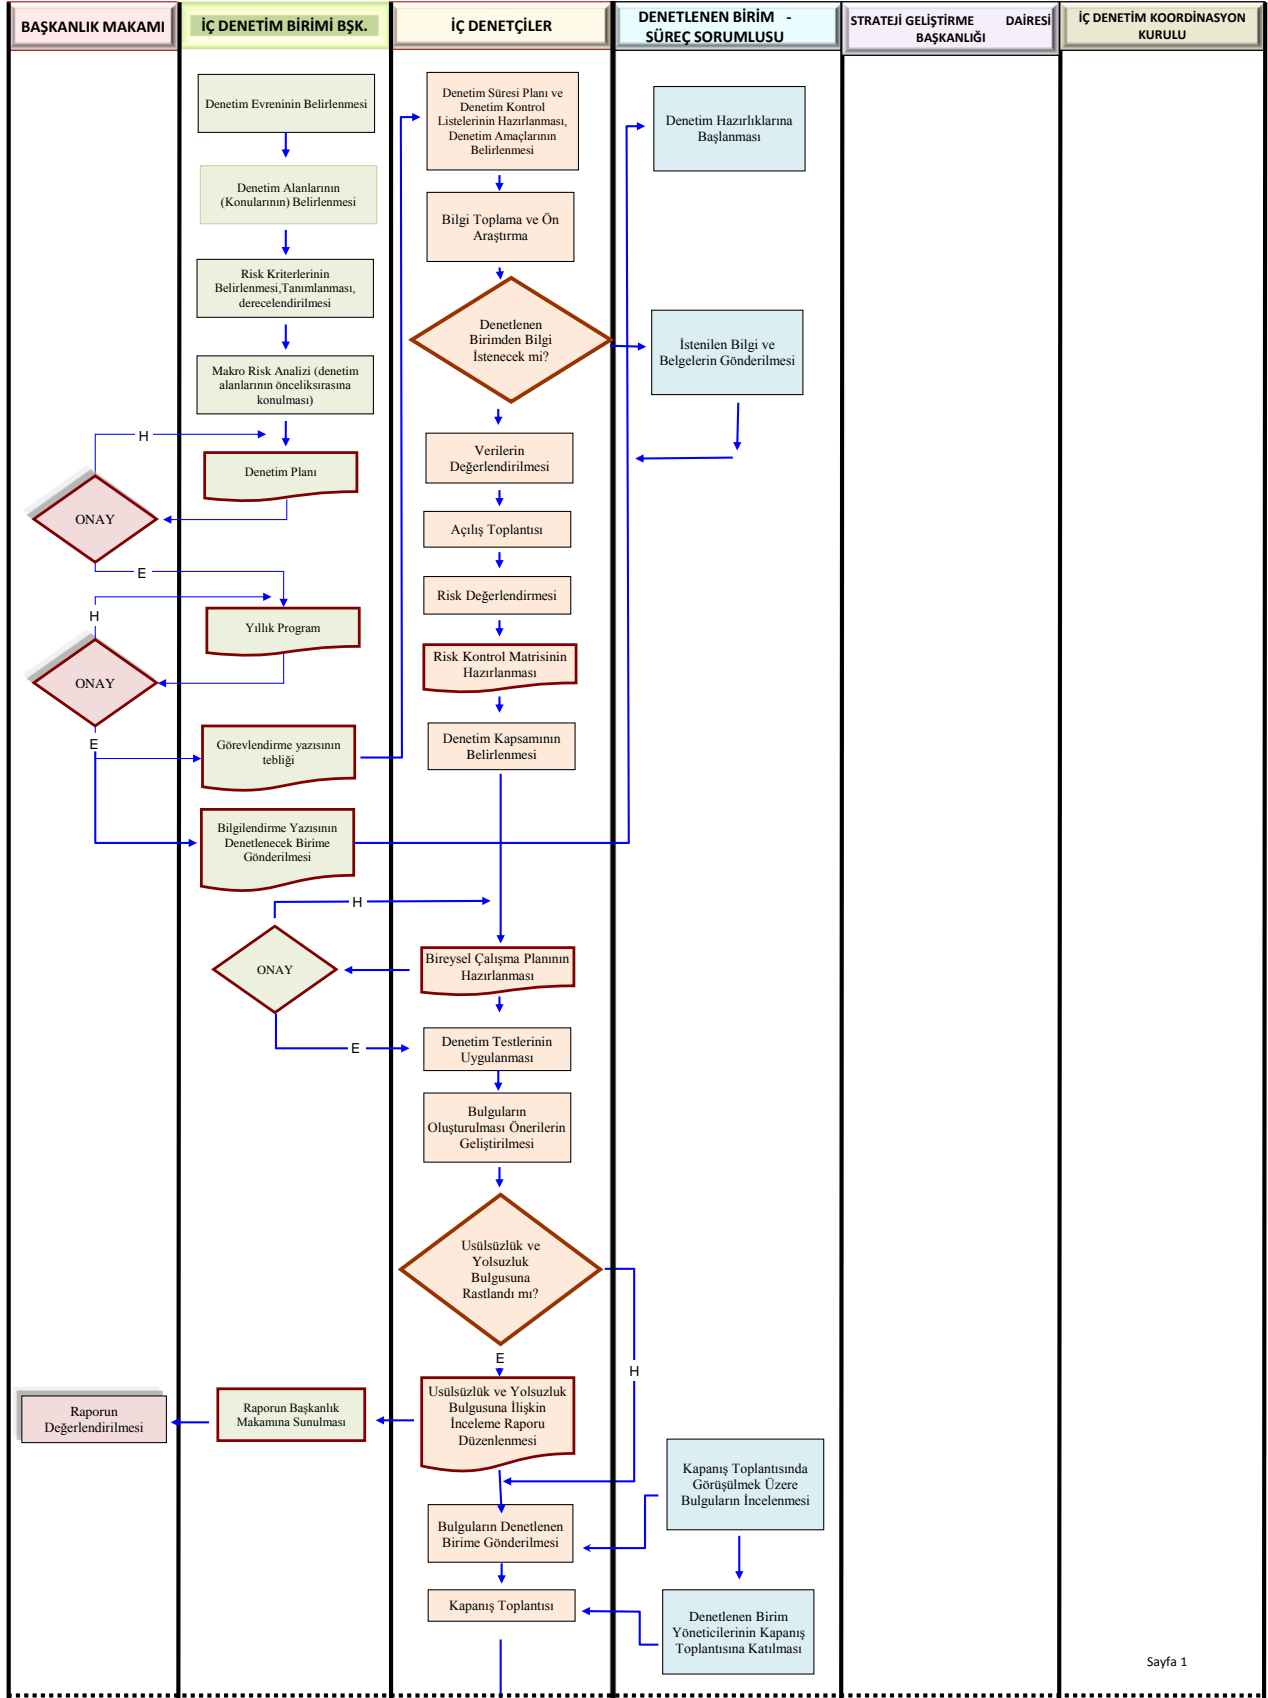 BAŞKANLIK MAKAMI
İÇ DENETİM BİRİMİ BŞK.
İÇ DENETÇİLER
DENETLENEN BİRİM -
SÜREÇ SORUMLUSU
STRATEJİ GELİŞTİRME DAİRESİ
BAŞKANLIĞI
İÇ DENETİM KOORDİNASYON
KURULU
Denetim Evreninin Belirlenmesi
Denetim Alanlarının
(Konularının) Belirlenmesi
Risk Kriterlerinin
Belirlenmesi,Tanımlanması,
derecelendirilmesi
Makro Risk Analizi (denetim
alanlarının önceliksırasına
konulması)
H
Denetim Planı
ONAY
E
H
Yıllık Program
ONAY
E
Görevlendirme yazısının
tebliği
Bilgilendirme Yazısının
Denetlenecek Birime
Gönderilmesi
H
ONAY
E
Denetim Süresi Planı ve
Denetim Kontrol
Listelerinin Hazırlanması,
Denetim Amaçlarının
Belirlenmesi
Bilgi Toplama ve Ön
Araştırma
Denetlenen
Birimden Bilgi
İstenecek mi?
Verilerin
Değerlendirilmesi
Açılış Toplantısı
Risk Değerlendirmesi
Risk Kontrol Matrisinin
Hazırlanması
Denetim Kapsamının
Belirlenmesi
Bireysel Çalışma Planının
Hazırlanması
Denetim Testlerinin
Uygulanması
Bulguların
Oluşturulması Önerilerin
Geliştirilmesi
Usülsüzlük ve
Yolsuzluk
Bulgusuna
Rastlandı mı?
E
H
Usülsüzlük ve Yolsuzluk
Bulgusuna İlişkin
İnceleme Raporu
Düzenlenmesi
Raporun Başkanlık
Makamına Sunulması
Raporun
Değerlendirilmesi
Bulguların Denetlenen
Birime Gönderilmesi
Kapanış Toplantısı
Denetim Hazırlıklarına
Başlanması
İstenilen Bilgi ve
Belgelerin Gönderilmesi
Kapanış Toplantısında
Görüşülmek Üzere
Bulguların İncelenmesi
Denetlenen Birim
Yöneticilerinin Kapanış
Toplantısına Katılması
Sayfa 1